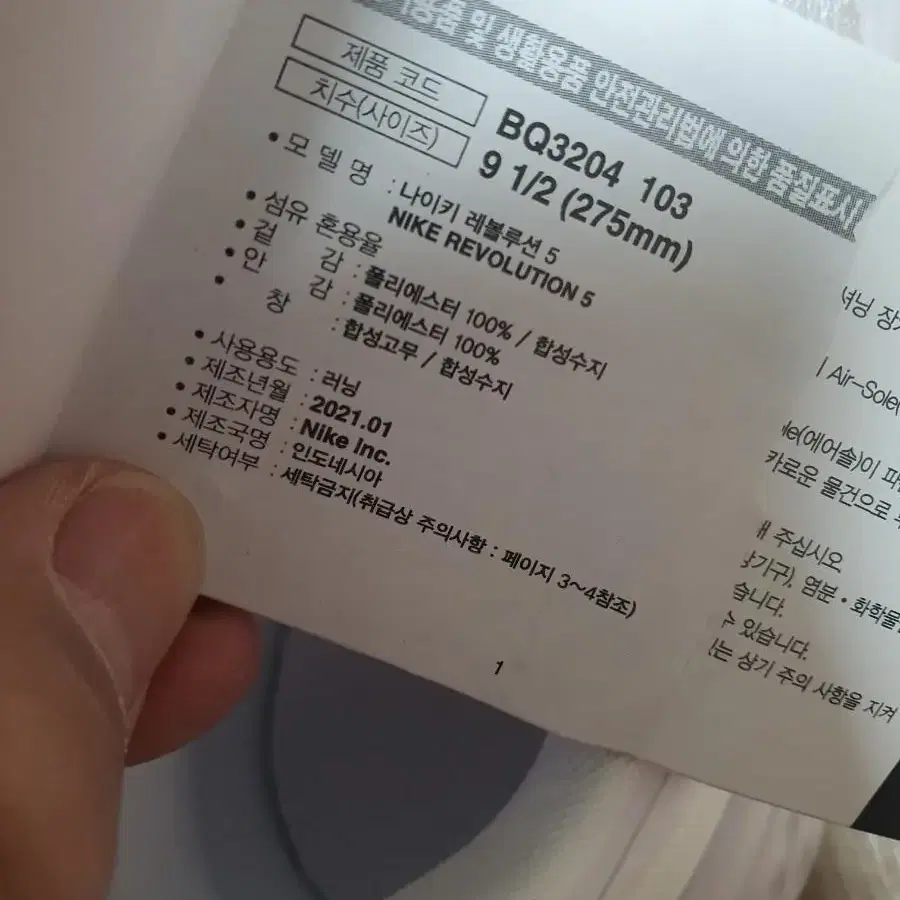 및 생활용품 안전관리법에 의한 품질표시
제품 코드
BQ3204 103
치수(사이즈)
9 1/2 (275mm)
• 모 델 명 : 나이키 레볼루션 5
NIKE REVOLUTION 5
• 섬유 혼용율
• 겉 감 : 폴리에스터 100% / 합성수지
• 안 감 : 폴리에스터 100%
• 창 : 합성고무 / 합성수지
• 사용용도 : 러닝
• 제조년월 : 2021.01
• 제조자명 : Nike Inc.
• 제조국명 : 인도네시아
• 세탁여부 : 세탁금지(취급상 주의사항 : 페이지 3~4참조)
1
Air-Sole
(에어솔)이
물건으로
주십시오
염분 • 화학물
습니다.
있습니다.
는 상기 주의 사항을 지켜